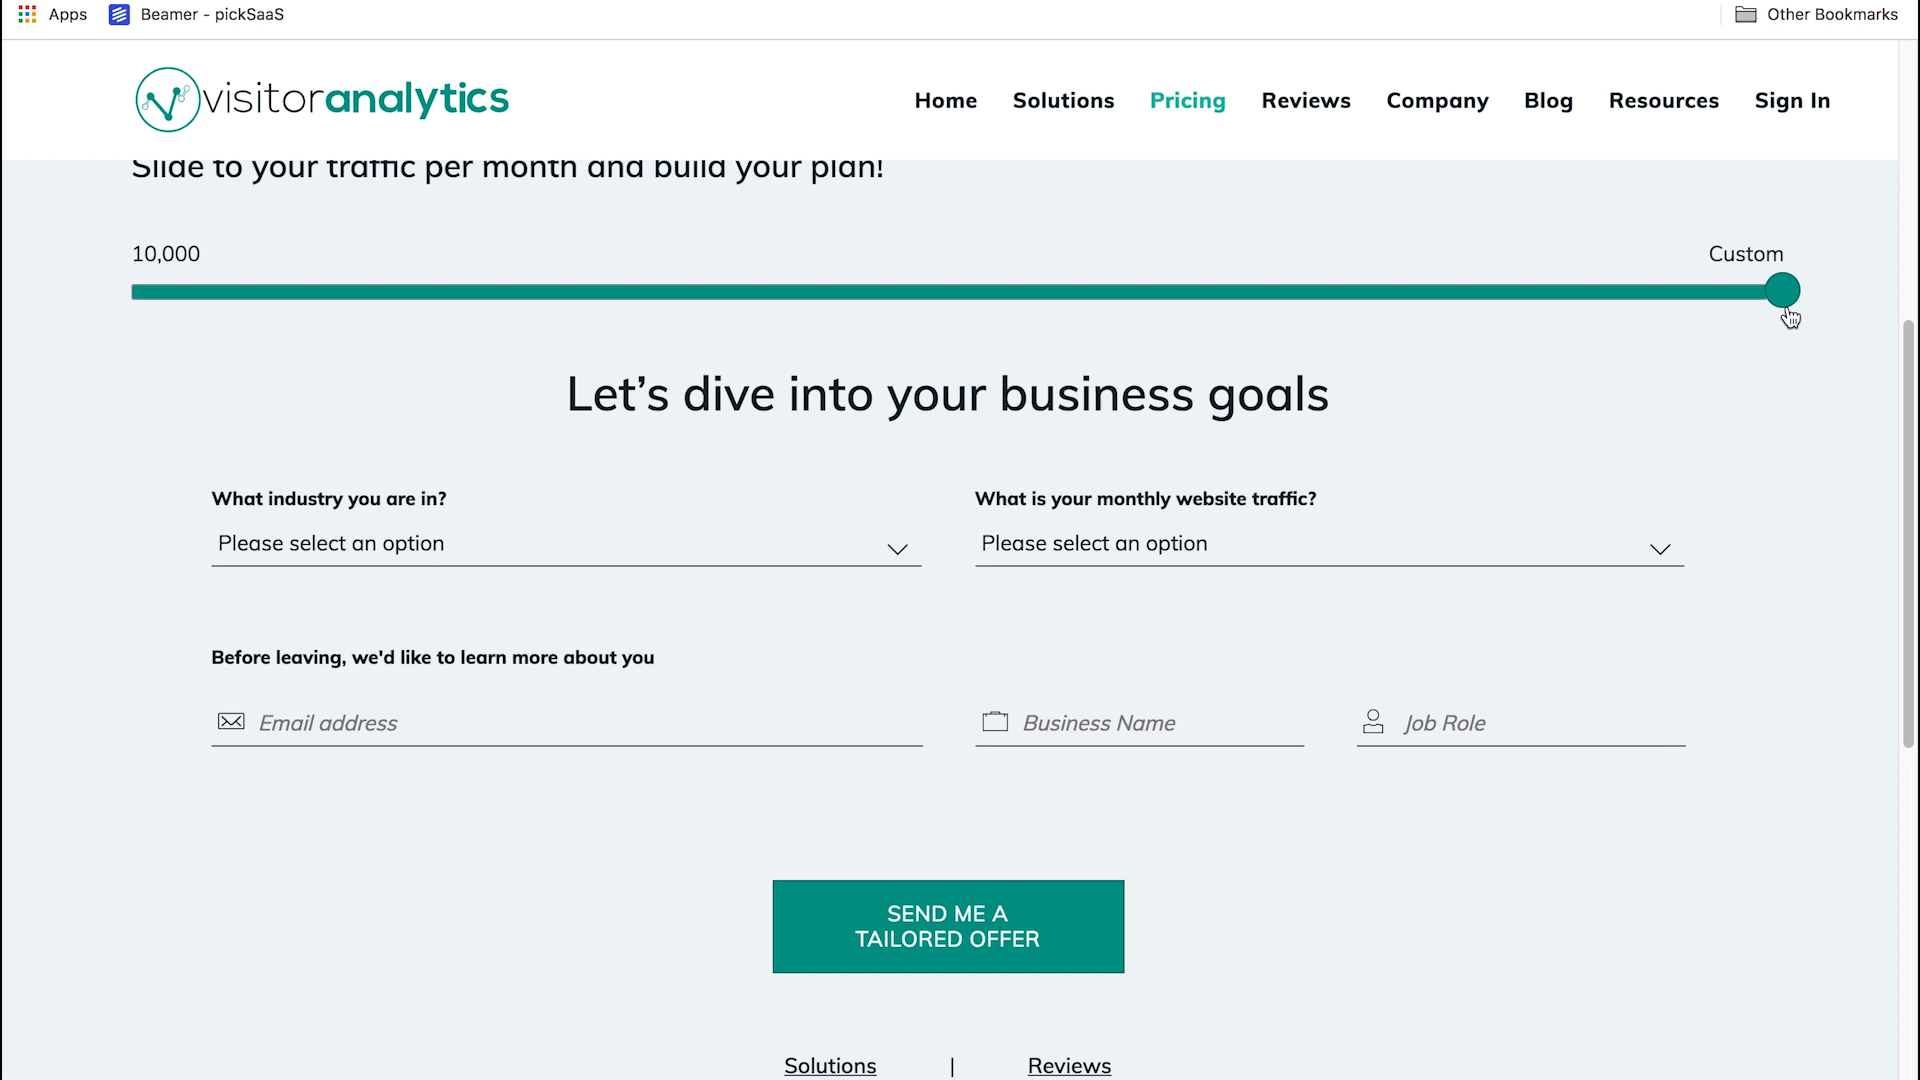 Apps Beamer - pickSaaS Other Bookmarks
visitoranalytics Home Solutions Pricing Reviews Company Blog Resources Sign In
Slide to your traffic per month and build your plan!
10,000 Custom
Let’s dive into your business goals
What industry you are in? What is your monthly website traffic?
Please select an option Please select an option
Before leaving, we'd like to learn more about you
Email address Business Name Job Role
SEND ME A
TAILORED OFFER
Solutions | Reviews